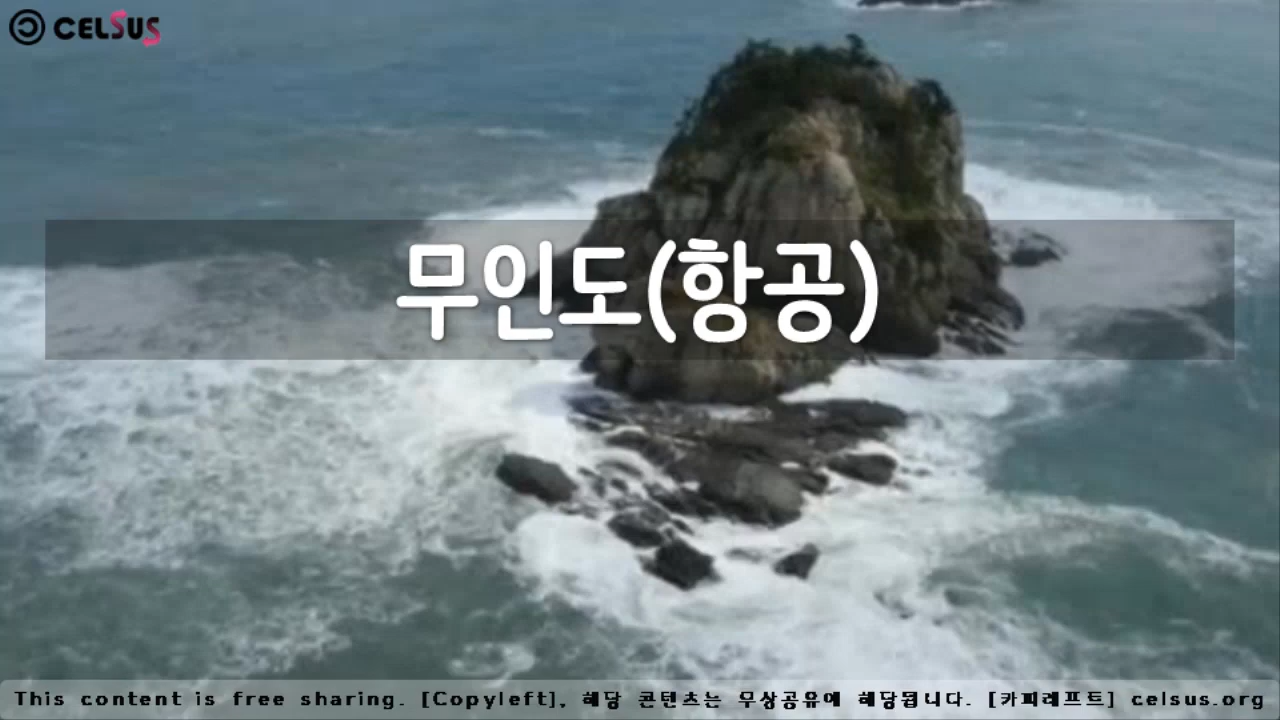 CELSUS
무인도(항공)
This content is free sharing. [Copyleft], 해당 콘텐츠는 무상공유에 해당됩니다. [카피레프트] celsus.org